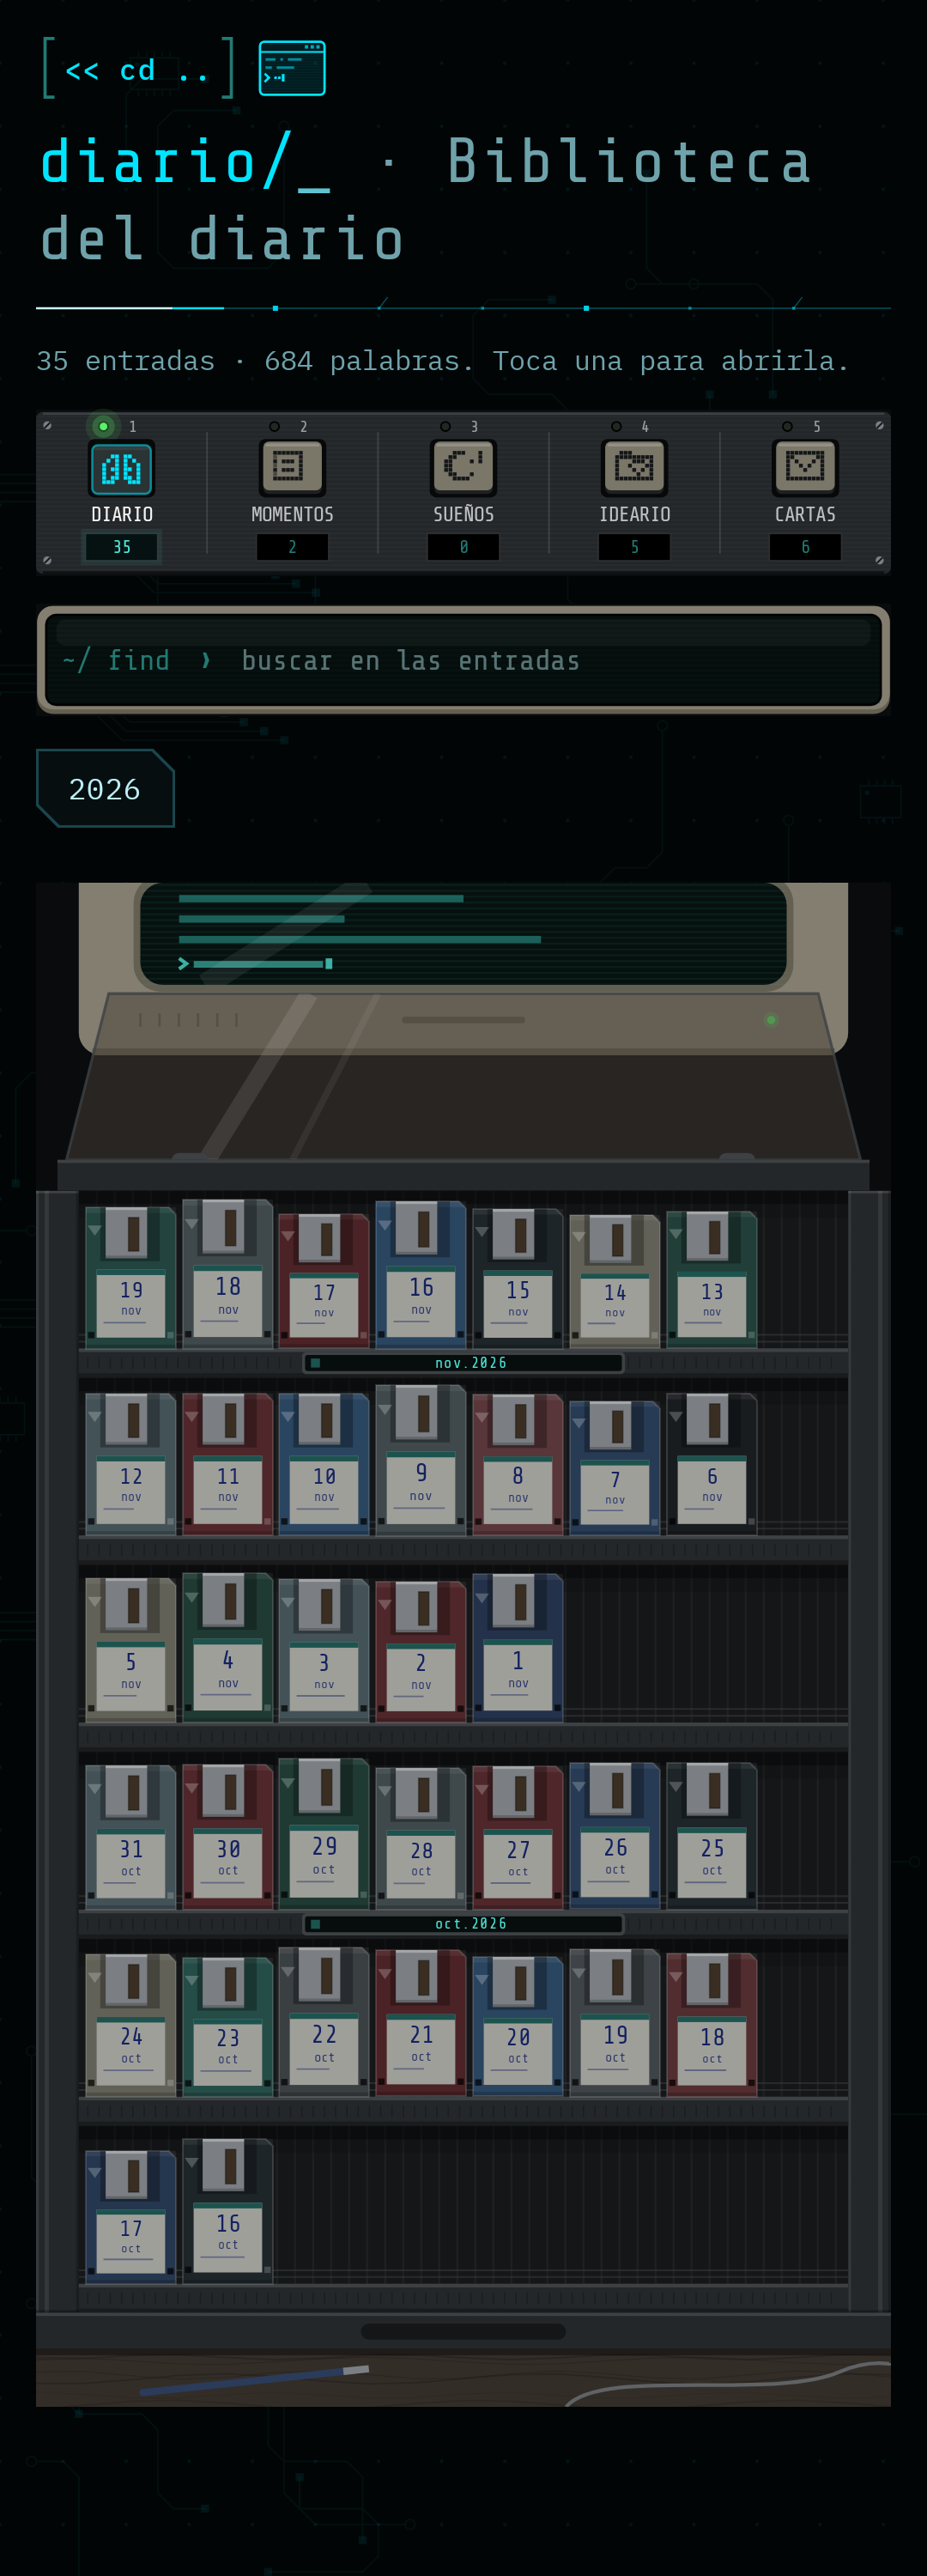 [<< cd ..]
diario/_ · Biblioteca
del diario
35 entradas · 684 palabras. Toca una para abrirla.
1 2 3 4 5
DIARIO MOMENTOS SUEÑOS IDEARIO CARTAS
35 2 0 5 6
~/ find › buscar en las entradas
2026
>
19 18 17 16 15 14 13
nov nov nov nov nov nov nov
nov.2026
12 11 10 9 8 7 6
nov nov nov nov nov nov nov
5 4 3 2 1
nov nov nov nov nov
31 30 29 28 27 26 25
oct oct oct oct oct oct oct
oct.2026
24 23 22 21 20 19 18
oct oct oct oct oct oct oct
17 16
oct oct